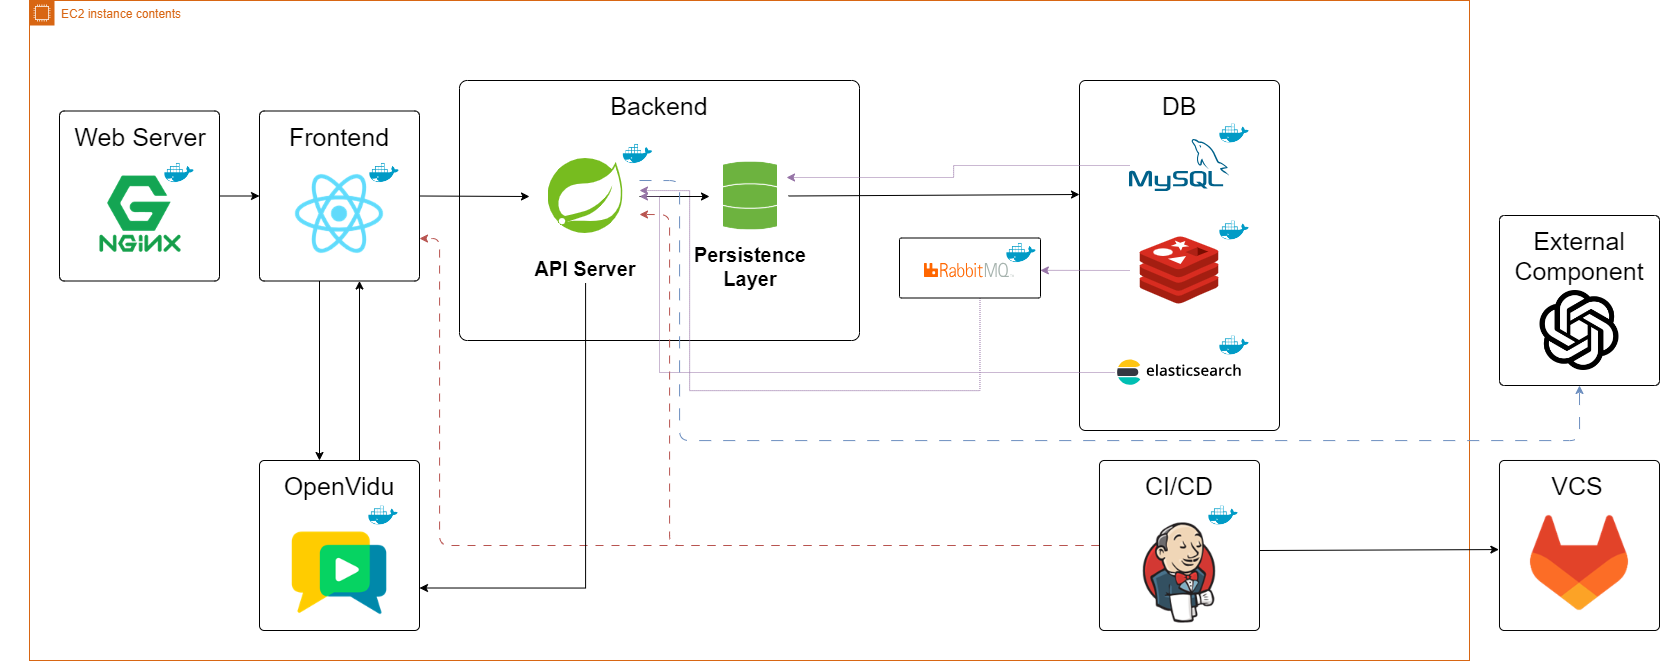 EC2 instance contents
Backend
DB
Web Server
Frontend
NGINX
MySQL
API Server
Persistence
Layer
RabbitMQ
elasticsearch
External
Component
OpenVidu
CI/CD
VCS